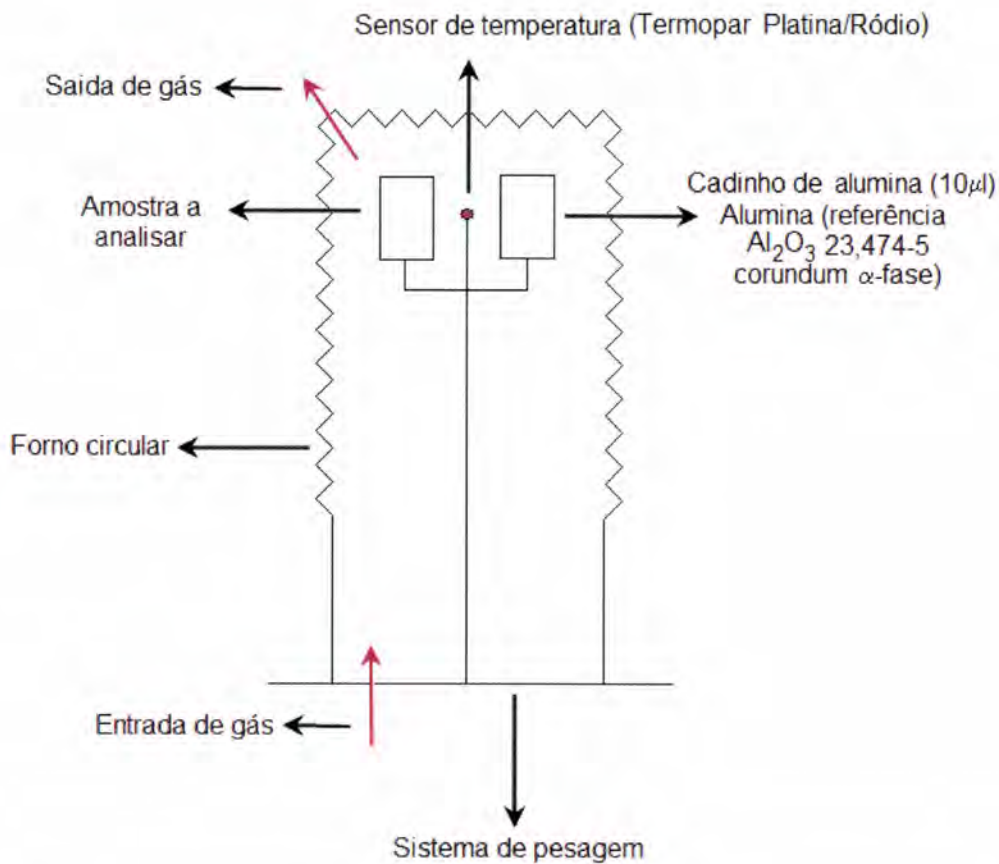 Sensor de temperatura (Termopar Platina/Ródio)
Saida de gás
Amostra a
analisar
Cadinho de alumina (10μl)
Alumina (referência
Al₂O₃ 23,474-5
corundum α-fase)
Forno circular
Entrada de gás
Sistema de pesagem